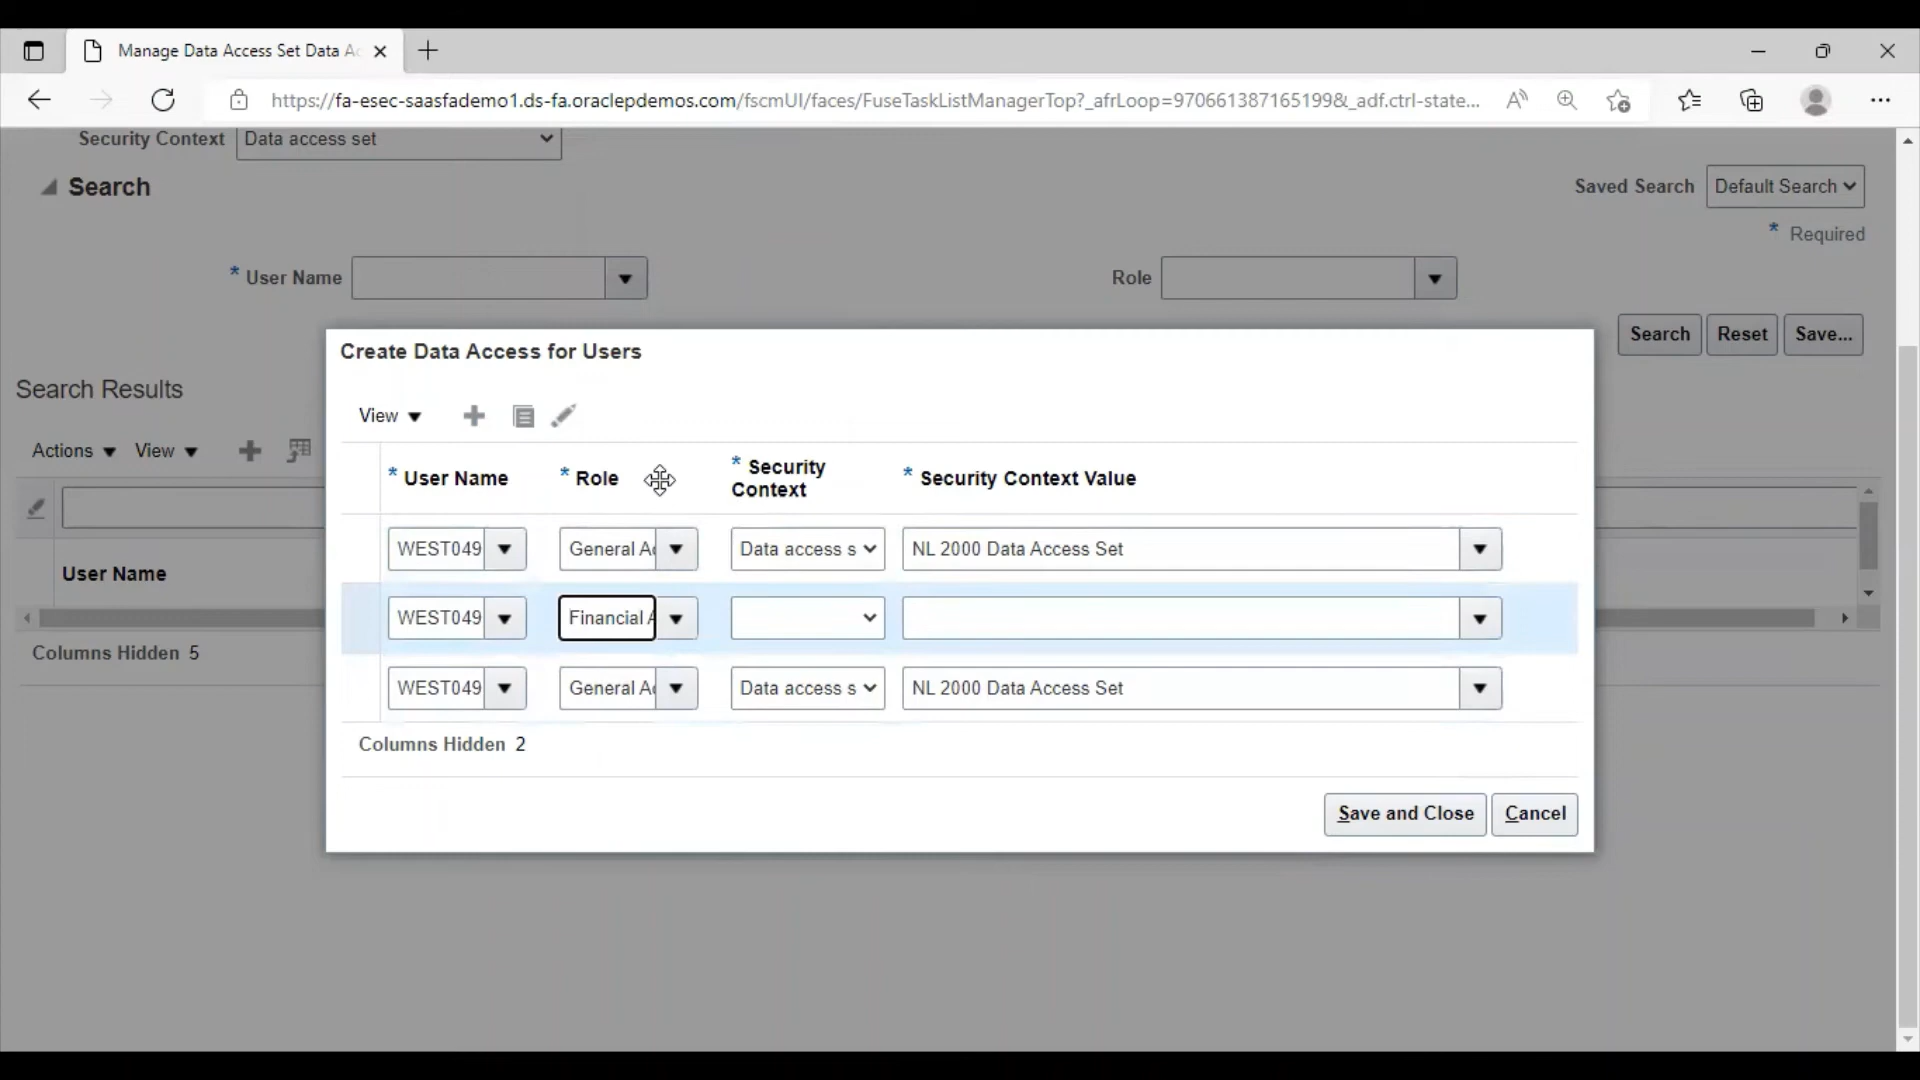 Manage Data Access Set Data Ac
https://fa-esec-saasfademo1.ds-fa.oraclepdemos.com/fscmUI/faces/FuseTaskListManagerTop?_afrLoop=970661387165199&_adf.ctrl-state...
Security Context Data access set
Search
Saved Search Default Search
* Required
* User Name
Role
Search Reset Save...
Create Data Access for Users
Search Results
View
Actions View
* User Name * Role * Security Context * Security Context Value
WEST049 General Ac Data access s NL 2000 Data Access Set
User Name
WEST049 Financial A
Columns Hidden 5
WEST049 General Ac Data access s NL 2000 Data Access Set
Columns Hidden 2
Save and Close Cancel